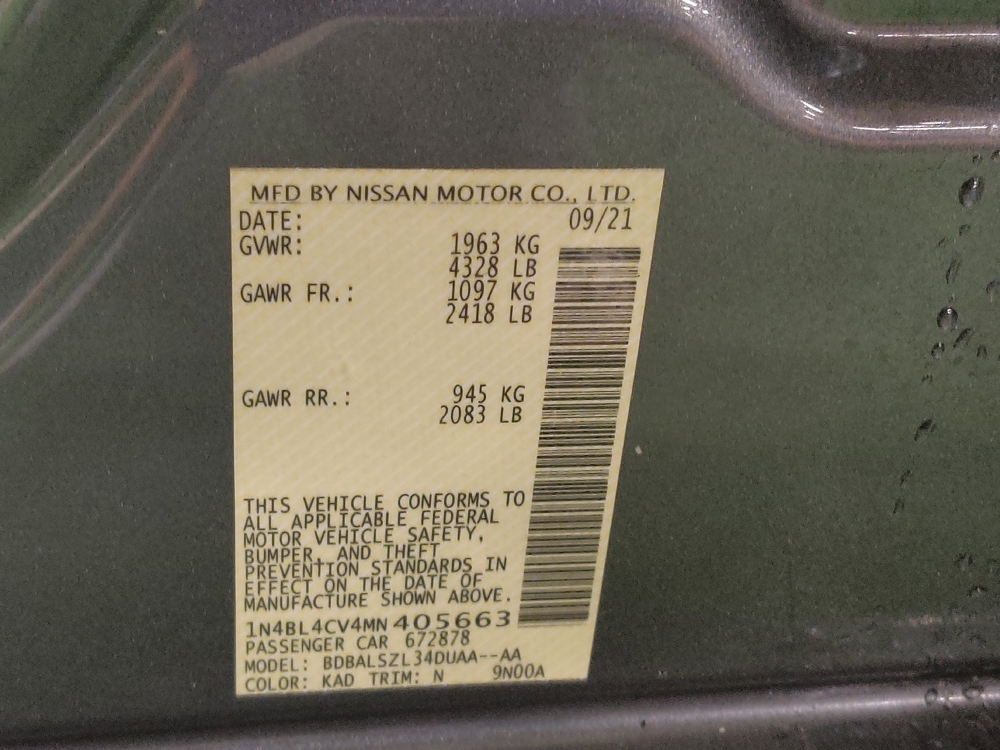 MFD BY NISSAN MOTOR CO., LTD.
DATE: 09/21
GVWR: 1963 KG
4328 LB
GAWR FR.: 1097 KG
2418 LB
GAWR RR.: 945 KG
2083 LB
THIS VEHICLE CONFORMS TO
ALL APPLICABLE FEDERAL
MOTOR VEHICLE SAFETY,
BUMPER, AND THEFT
PREVENTION STANDARDS IN
EFFECT ON THE DATE OF
MANUFACTURE SHOWN ABOVE.
1N4BL4CV4MN405663
PASSENGER CAR 672878
MODEL: BDBALSZL34DUAA--AA
COLOR: KAD TRIM: N 9N00A